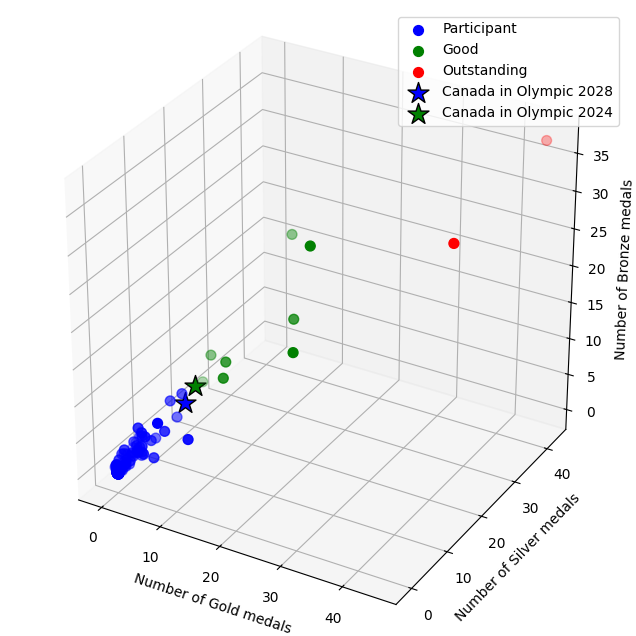 Participant
Good
Outstanding
Canada in Olympic 2028
Canada in Olympic 2024
35
30
25
20
15
10
5
0
Number of Bronze medals
40
30
20
10
0
Number of Silver medals
0
10
20
30
40
Number of Gold medals